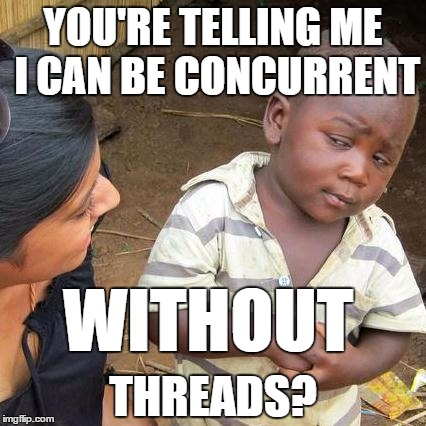 YOU'RE TELLING ME
I CAN BE CONCURRENT
WITHOUT
THREADS?
imgflip.com